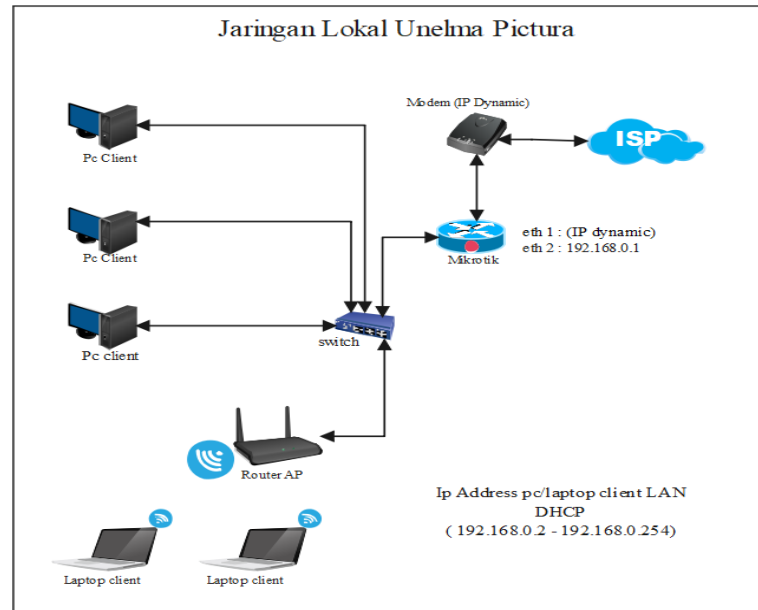 Jaringan Lokal Unelma Pictura
Modem (IP Dynamic)
ISP
Pc Client
eth 1 : (IP dynamic)
eth 2 : 192.168.0.1
Mikrotik
Pc Client
Pc client
switch
Router AP
Ip Address pc/laptop client LAN
DHCP
( 192.168.0.2 - 192.168.0.254)
Laptop client
Laptop client